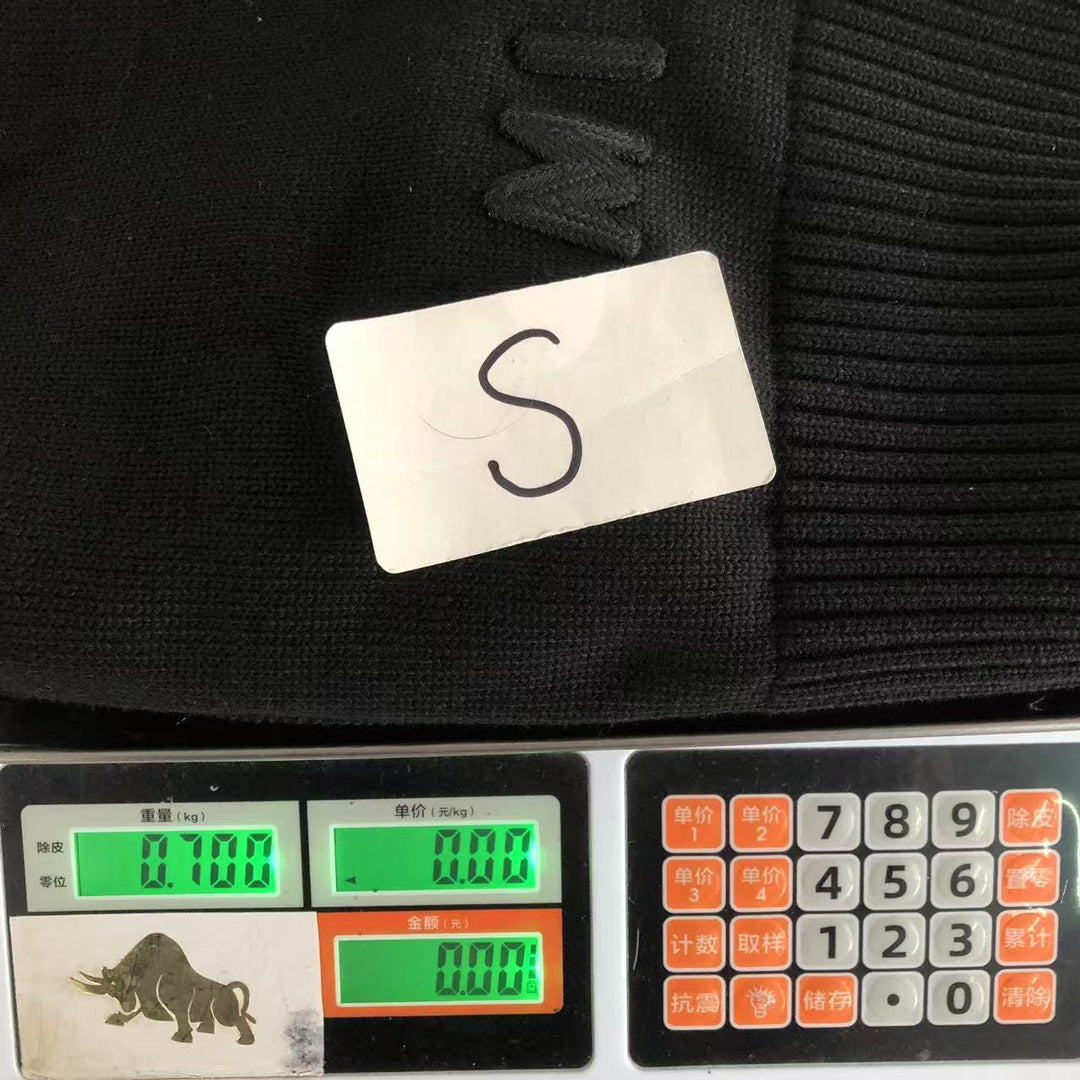 IM
S
重量(kg)
单价(元/kg)
除皮
0.700
0.00
零位
金额(元)
0.00
单价1 单价2 7 8 9 除皮
单价3 单价4 4 5 6 置零
计数 取样 1 2 3 累计
抗震 储存 . 0 清除